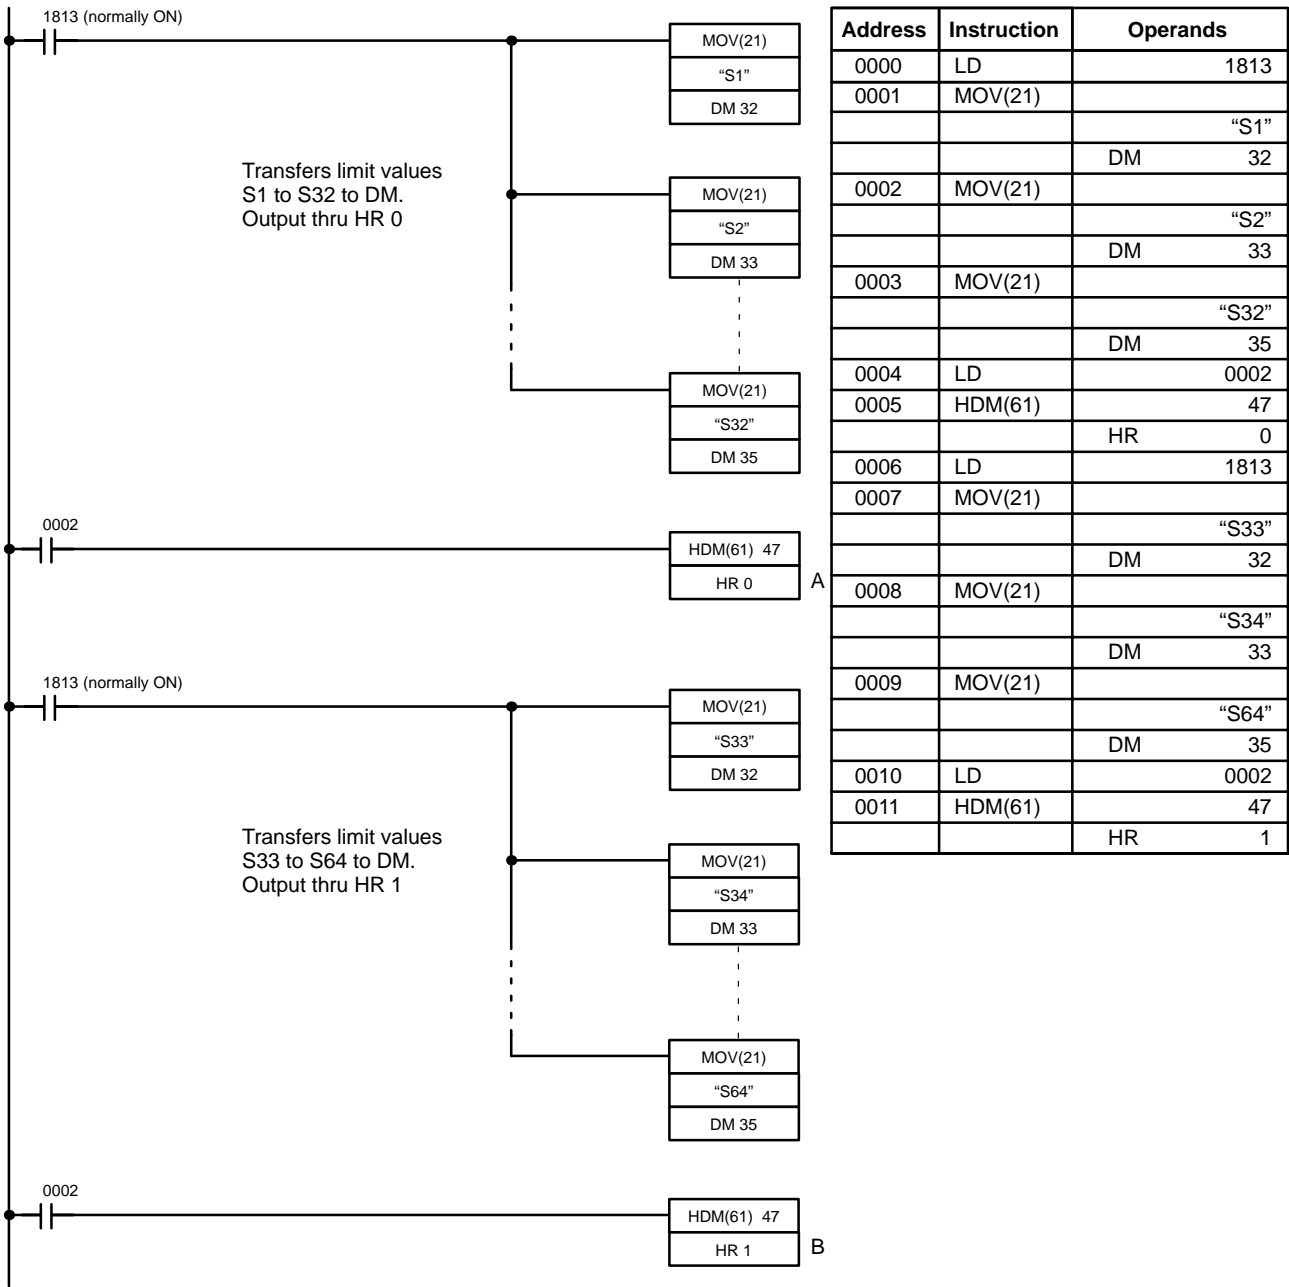 1813 (normally ON)
MOV(21)
“S1”
DM 32
Transfers limit values
S1 to S32 to DM.
Output thru HR 0
MOV(21)
“S2”
DM 33
MOV(21)
“S32”
DM 35
0002
HDM(61) 47
HR 0
A
1813 (normally ON)
MOV(21)
“S33”
DM 32
Transfers limit values
S33 to S64 to DM.
Output thru HR 1
MOV(21)
“S34”
DM 33
MOV(21)
“S64”
DM 35
0002
HDM(61) 47
HR 1
B
Address Instruction Operands
0000 LD 1813
0001 MOV(21)
“S1”
DM 32
0002 MOV(21)
“S2”
DM 33
0003 MOV(21)
“S32”
DM 35
0004 LD 0002
0005 HDM(61) 47
HR 0
0006 LD 1813
0007 MOV(21)
“S33”
DM 32
0008 MOV(21)
“S34”
DM 33
0009 MOV(21)
“S64”
DM 35
0010 LD 0002
0011 HDM(61) 47
HR 1